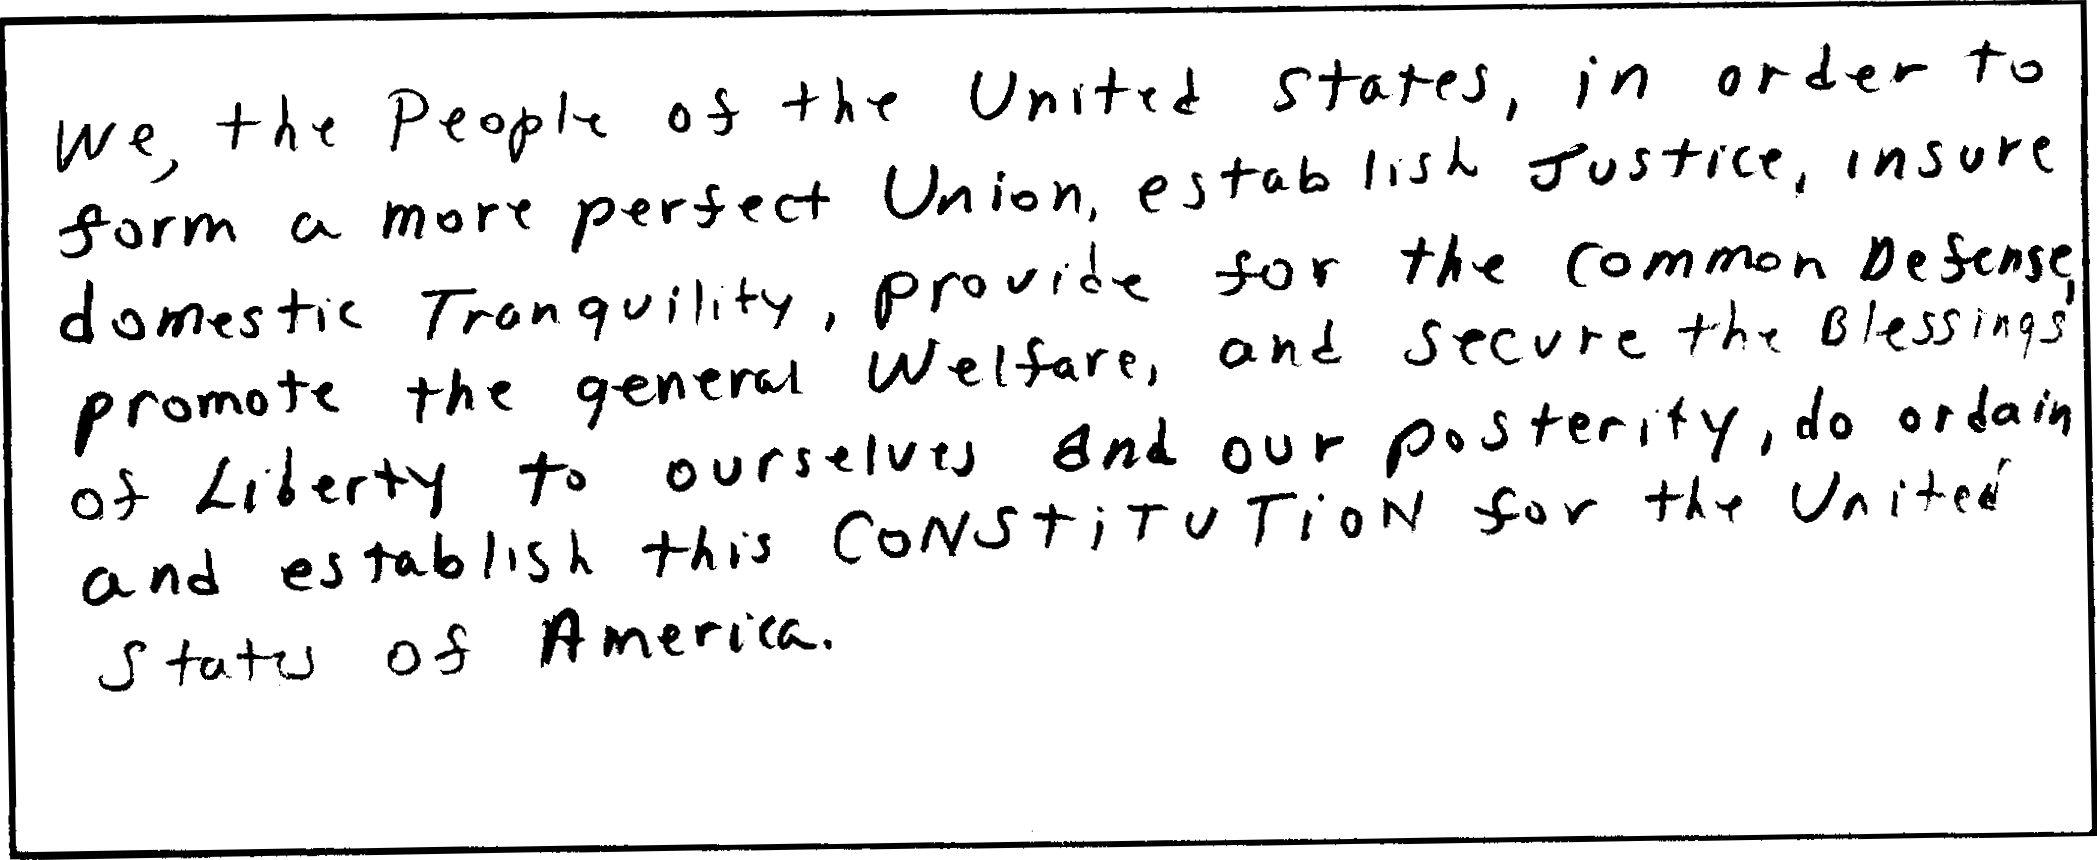 We, the People of the United States, in order to
form a more perfect Union, establish Justice, insure
domestic Tranquility, provide for the common Defense,
promote the general Welfare, and secure the Blessings
of Liberty to ourselves and our posterity, do ordain
and establish this CONSTITUTION for the United
States of America.